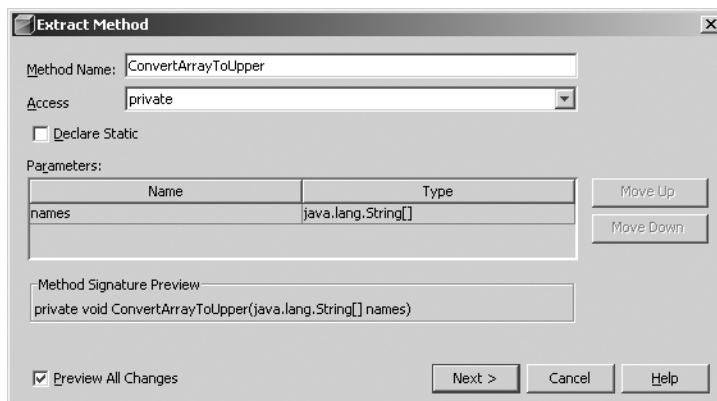 Extract Method
Method Name: ConvertArrayToUpper
Access private
Declare Static
Parameters:
Name Type
names java.lang.String[]
Move Up
Move Down
Method Signature Preview
private void ConvertArrayToUpper(java.lang.String[] names)
Preview All Changes Next > Cancel Help